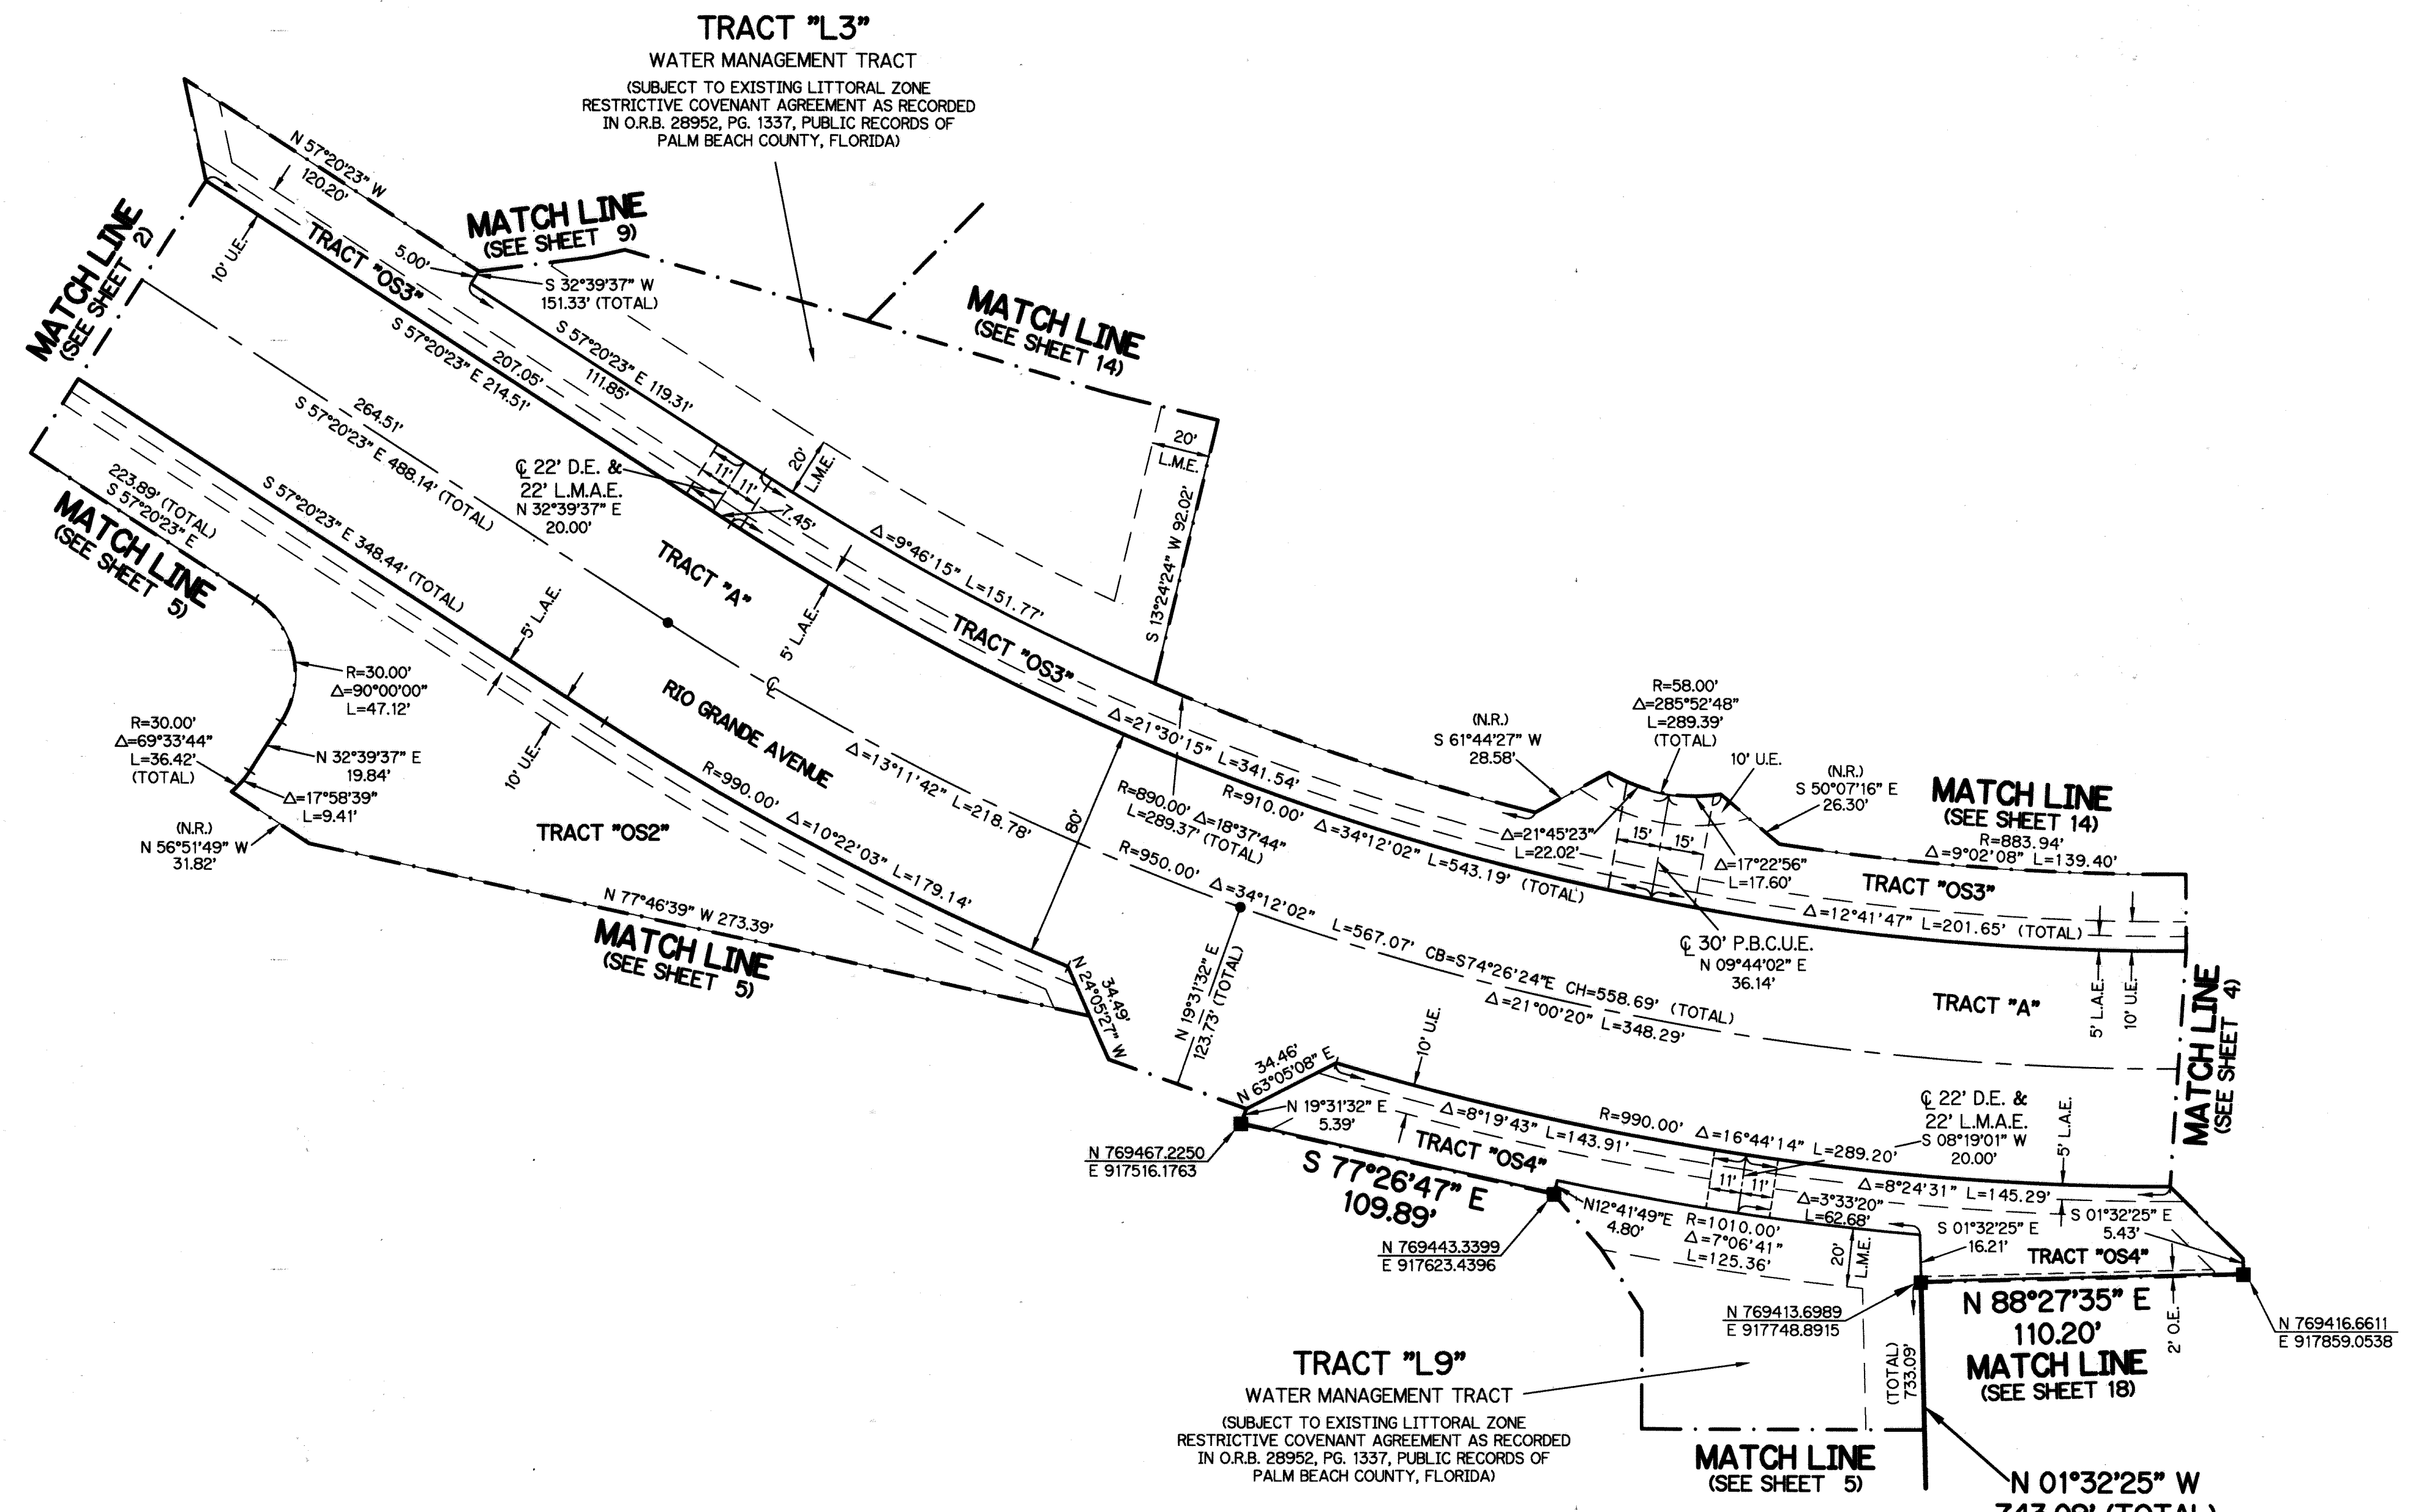 TRACT "L3"
WATER MANAGEMENT TRACT
(SUBJECT TO EXISTING LITTORAL ZONE
RESTRICTIVE COVENANT AGREEMENT AS RECORDED
IN O.R.B. 28952, PG. 1337, PUBLIC RECORDS OF
PALM BEACH COUNTY, FLORIDA)
N 57°20'23" W
120.20'
MATCH LINE
(SEE SHEET 2)
10' U.E.
TRACT "OS3"
5.00'
MATCH LINE
(SEE SHEET 9)
S 32°39'37" W
151.33' (TOTAL)
MATCH LINE
(SEE SHEET 14)
S 57°20'23" E 119.31'
207.05'
111.85'
S 57°20'23" E 214.51'
264.51'
S 57°20'23" E 488.14' (TOTAL)
℄ 22' D.E. &
22' L.M.A.E.
N 32°39'37" E
20.00'
11'
11'
7.45'
20'
L.M.E.
20'
L.M.E.
S 13°24'24" W 92.02'
223.89' (TOTAL)
S 57°20'23" E
MATCH LINE
(SEE SHEET 5)
S 57°20'23" E 348.44' (TOTAL)
5' L.A.E.
TRACT "A"
Δ=9°46'15" L=151.77'
5' L.A.E.
TRACT "OS3"
℄
RIO GRANDE AVENUE
R=30.00'
Δ=90°00'00"
L=47.12'
R=30.00'
Δ=69°33'44"
L=36.42'
(TOTAL)
N 32°39'37" E
19.84'
Δ=17°58'39"
L=9.41'
(N.R.)
N 56°51'49" W
31.82'
10' U.E.
TRACT "OS2"
R=990.00' Δ=10°22'03" L=179.14'
Δ=13°11'42" L=218.78'
Δ=21°30'15" L=341.54'
80'
R=890.00' Δ=18°37'44"
L=289.37' (TOTAL)
R=910.00' Δ=34°12'02" L=543.19' (TOTAL)
(N.R.)
S 61°44'27" W
28.58'
R=58.00'
Δ=285°52'48"
L=289.39'
(TOTAL)
10' U.E.
(N.R.)
S 50°07'16" E
26.30'
MATCH LINE
(SEE SHEET 14)
R=883.94'
Δ=9°02'08" L=139.40'
Δ=21°45'23"
L=22.02'
15'
15'
Δ=17°22'56"
L=17.60'
TRACT "OS3"
Δ=12°41'47" L=201.65' (TOTAL)
℄ 30' P.B.C.U.E.
N 09°44'02" E
36.14'
N 77°46'39" W 273.39'
MATCH LINE
(SEE SHEET 5)
34.49'
N 24°05'27" W
R=950.00' Δ=34°12'02" L=567.07' CB=S74°26'24"E CH=558.69' (TOTAL)
Δ=21°00'20" L=348.29'
N 19°31'32" E
123.73' (TOTAL)
TRACT "A"
5' L.A.E.
10' U.E.
MATCH LINE
(SEE SHEET 4)
34.46'
N 63°05'08" E
10' U.E.
N 19°31'32" E
5.39'
Δ=8°19'43" L=143.91'
R=990.00' Δ=16°44'14" L=289.20'
℄ 22' D.E. &
22' L.M.A.E.
S 08°19'01" W
20.00'
5' L.A.E.
N 769467.2250
E 917516.1763
TRACT "OS4"
S 77°26'47" E
109.89'
11'
11'
Δ=8°24'31" L=145.29'
Δ=3°33'20"
L=62.68'
N12°41'49"E
4.80'
R=1010.00'
Δ=7°06'41"
L=125.36'
S 01°32'25" E
16.21'
S 01°32'25" E
5.43'
TRACT "OS4"
20'
L.M.E.
N 769443.3399
E 917623.4396
N 769413.6989
E 917748.8915
N 88°27'35" E
110.20'
MATCH LINE
(SEE SHEET 18)
2' O.E.
N 769416.6611
E 917859.0538
TRACT "L9"
WATER MANAGEMENT TRACT
(SUBJECT TO EXISTING LITTORAL ZONE
RESTRICTIVE COVENANT AGREEMENT AS RECORDED
IN O.R.B. 28952, PG. 1337, PUBLIC RECORDS OF
PALM BEACH COUNTY, FLORIDA)
(TOTAL)
733.09'
MATCH LINE
(SEE SHEET 5)
N 01°32'25" W
743.09' (TOTAL)